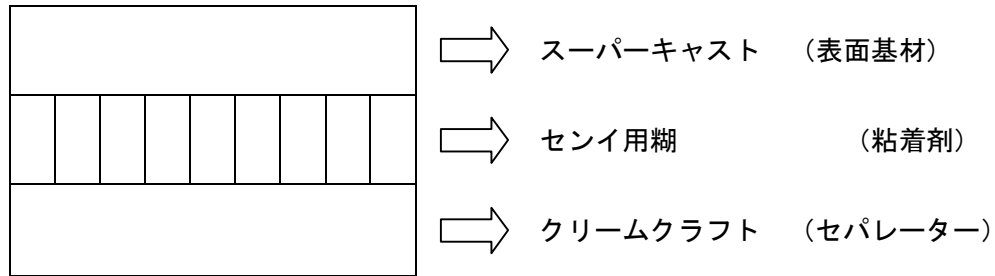 スーパーキャスト （表面基材）
センイ用糊 （粘着剤）
クリームクラフト （セパレーター）